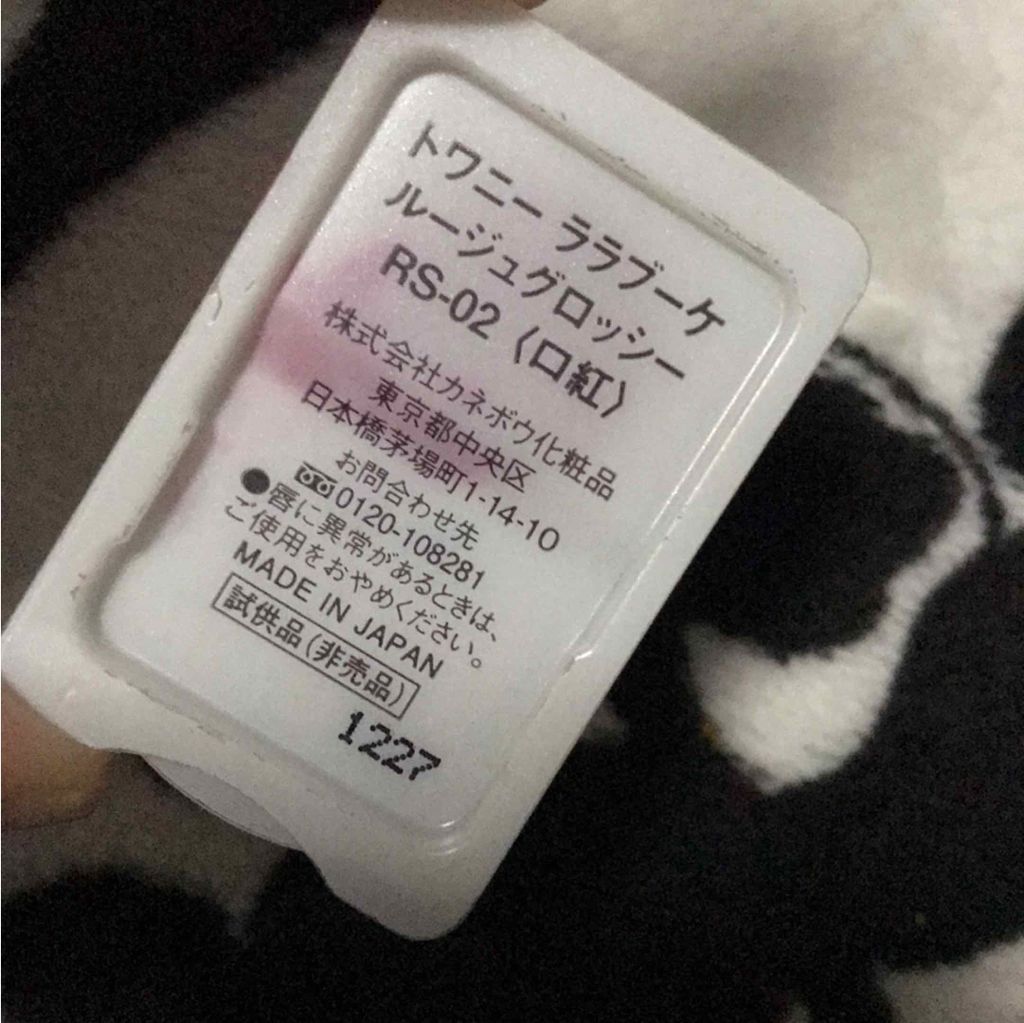 トワニー ララブーケ
ルージュグロッシー
RS-02〈口紅〉
株式会社カネボウ化粧品
東京都中央区
日本橋茅場町1-14-10
お問合わせ先
0120-108281
●唇に異常があるときは、
ご使用をおやめください。
MADE IN JAPAN
試供品(非売品)
1227